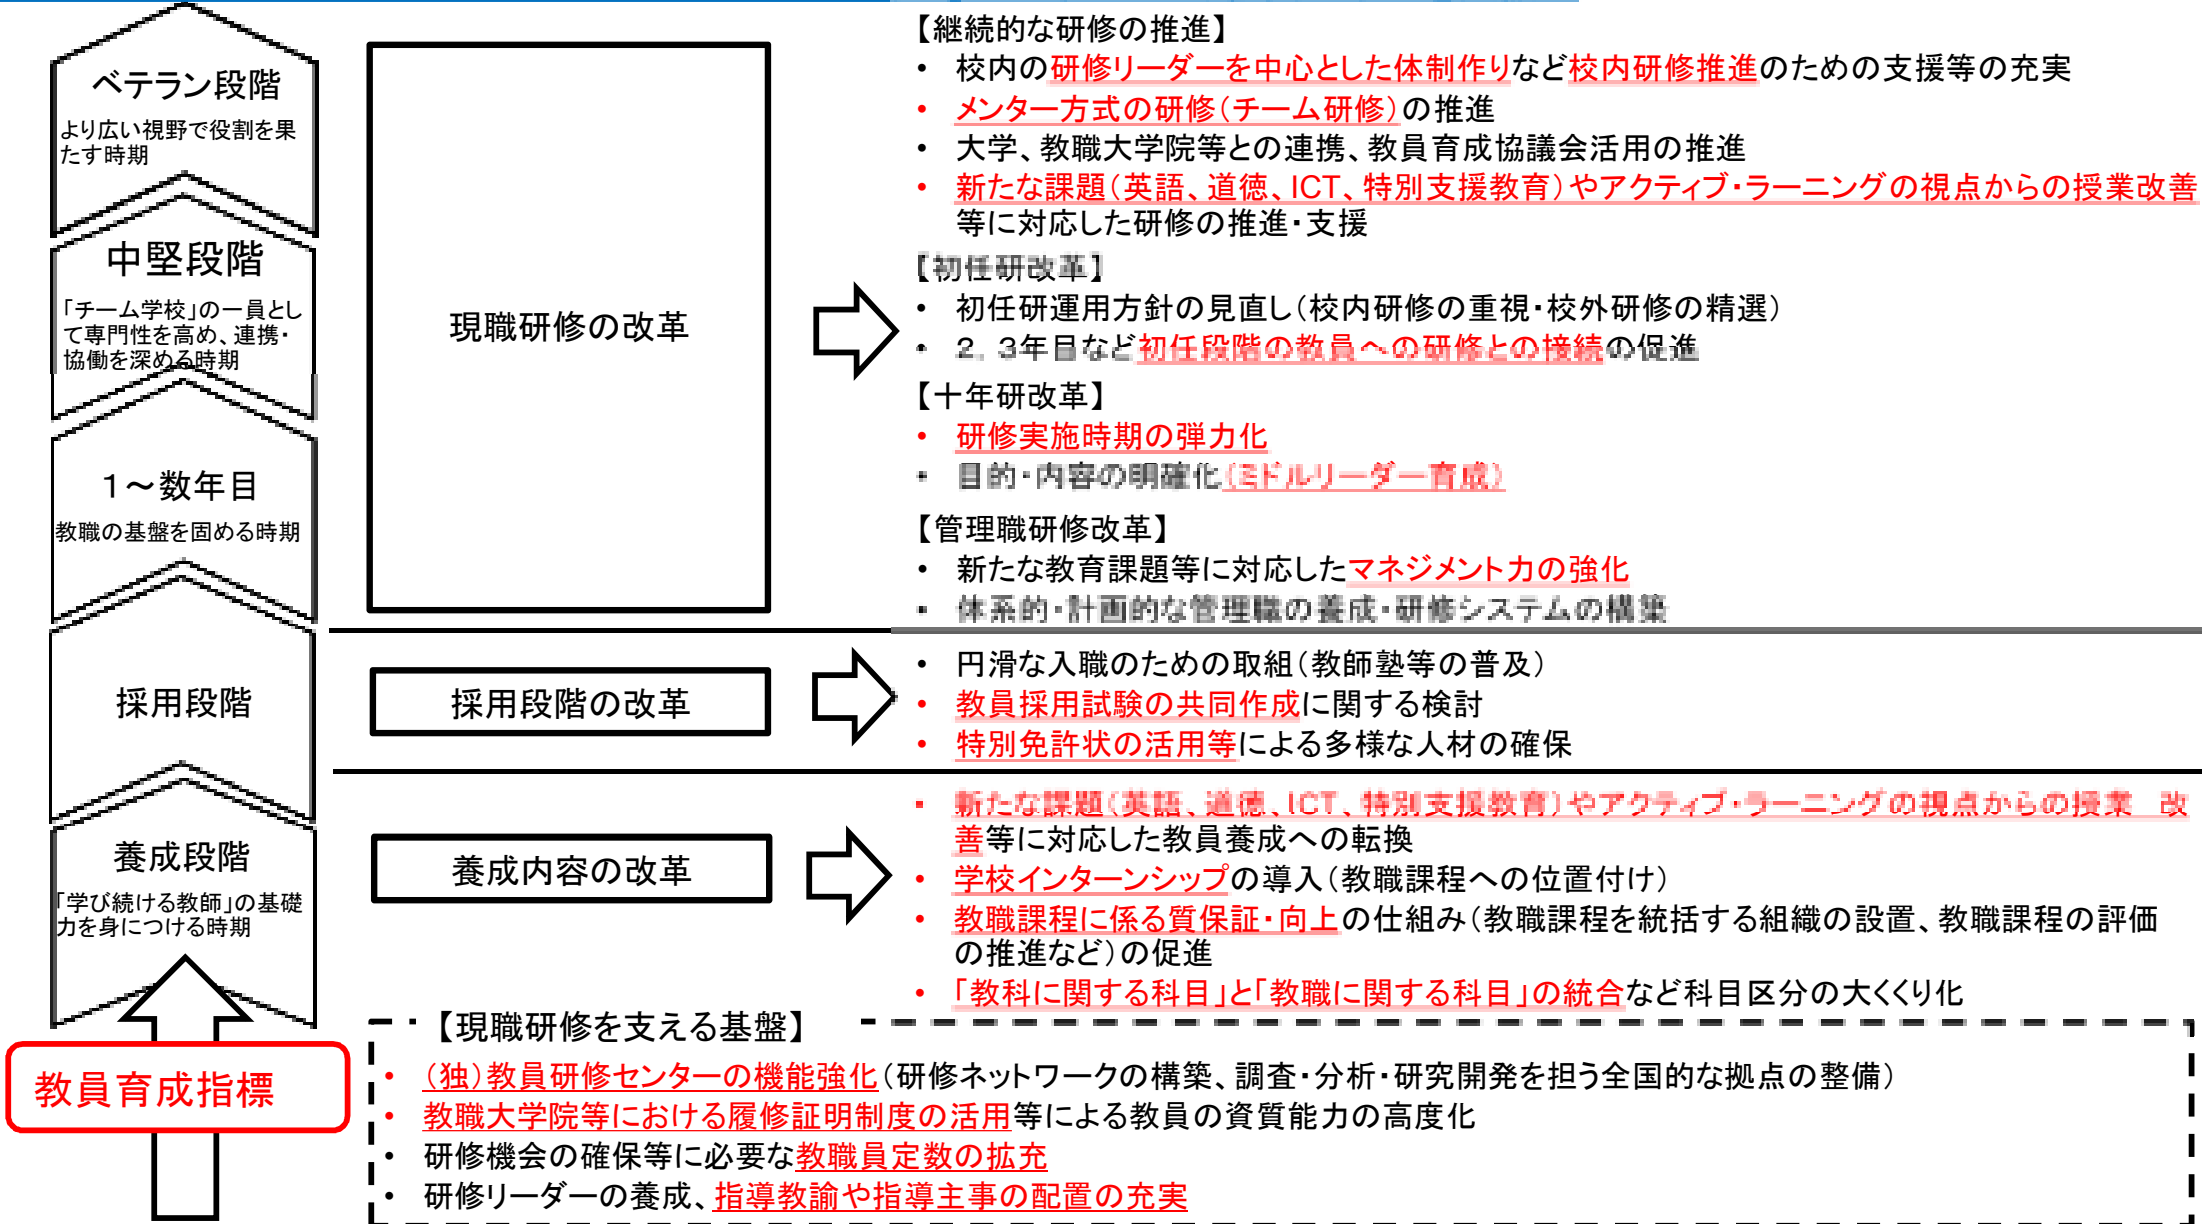 ベテラン段階
より広い視野で役割を果
たす時期
中堅段階
「チーム学校」の一員とし
て専門性を高め、連携・
協働を深める時期
1～数年目
教職の基盤を固める時期
採用段階
養成段階
「学び続ける教師」の基礎
力を身につける時期
教員育成指標
現職研修の改革
【継続的な研修の推進】
• 校内の研修リーダーを中心とした体制作りなど校内研修推進のための支援等の充実
• メンター方式の研修（チーム研修）の推進
• 大学、教職大学院等との連携、教員育成協議会活用の推進
• 新たな課題（英語、道徳、ICT、特別支援教育）やアクティブ・ラーニングの視点からの授業改善
等に対応した研修の推進・支援
【初任研改革】
• 初任研運用方針の見直し（校内研修の重視・校外研修の精選）
• 2，3年目など初任段階の教員への研修との接続の促進
【十年研改革】
• 研修実施時期の弾力化
• 目的・内容の明確化（ミドルリーダー育成）
【管理職研修改革】
• 新たな教育課題等に対応したマネジメント力の強化
• 体系的・計画的な管理職の養成・研修システムの構築
採用段階の改革
• 円滑な入職のための取組（教師塾等の普及）
• 教員採用試験の共同作成に関する検討
• 特別免許状の活用等による多様な人材の確保
養成内容の改革
• 新たな課題（英語、道徳、ICT、特別支援教育）やアクティブ・ラーニングの視点からの授業　改
善等に対応した教員養成への転換
• 学校インターンシップの導入（教職課程への位置付け）
• 教職課程に係る質保証・向上の仕組み（教職課程を統括する組織の設置、教職課程の評価
の推進など）の促進
• 「教科に関する科目」と「教職に関する科目」の統合など科目区分の大くくり化
【現職研修を支える基盤】
• （独）教員研修センターの機能強化（研修ネットワークの構築、調査・分析・研究開発を担う全国的な拠点の整備）
• 教職大学院等における履修証明制度の活用等による教員の資質能力の高度化
• 研修機会の確保等に必要な教職員定数の拡充
• 研修リーダーの養成、指導教諭や指導主事の配置の充実